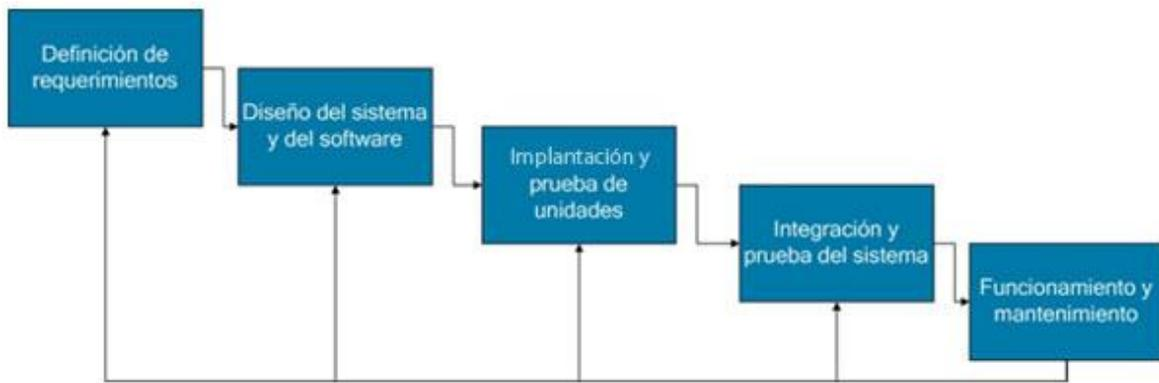 Definición de
requerimientos
Diseño del sistema
y del software
Implantación y
prueba de
unidades
Integración y
prueba del sistema
Funcionamiento y
mantenimiento